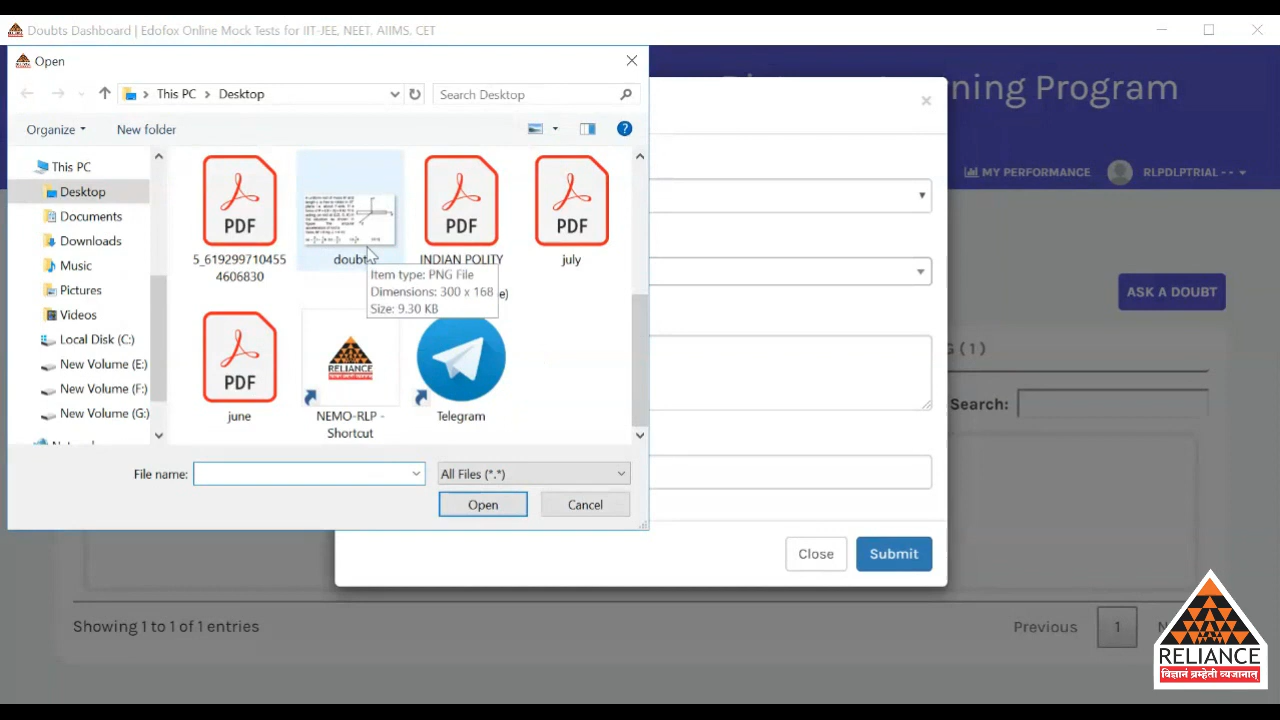 Doubts Dashboard | Edofox Online Mock Tests for IIT-JEE, NEET, AIIMS, CET
Open
ning Program
This PC
Desktop
Search Desktop
Organize
New folder
MY PERFORMANCE
RLPDLPTRIAL - -
This PC
Desktop
Documents
Downloads
Music
Pictures
Videos
Local Disk (C:)
New Volume (E:)
New Volume (F:)
New Volume (G:)
PDF
5_619299710455
4606830
doubt
PDF
INDIAN POLITY
e)
PDF
july
Item type: PNG File
Dimensions: 300 x 168
Size: 9.30 KB
PDF
june
RELIANCE
NEMO-RLP -
Shortcut
Telegram
File name:
All Files (*.*)
Open
Cancel
ASK A DOUBT
( 1 )
Search:
Close
Submit
Showing 1 to 1 of 1 entries
Previous
1
N
RELIANCE